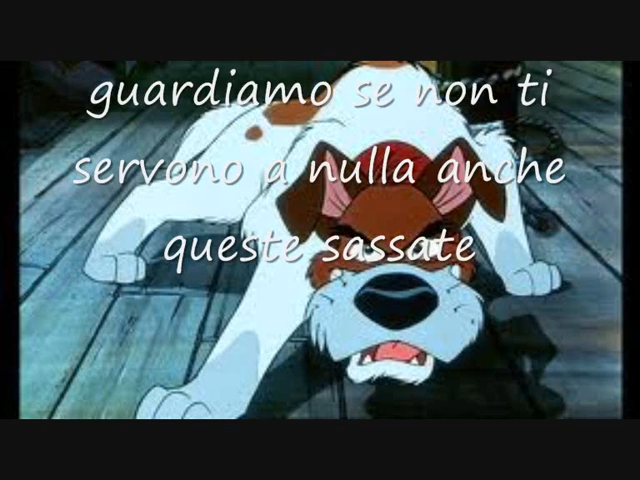 guardiamo se non ti
servono a nulla anche
queste sassate